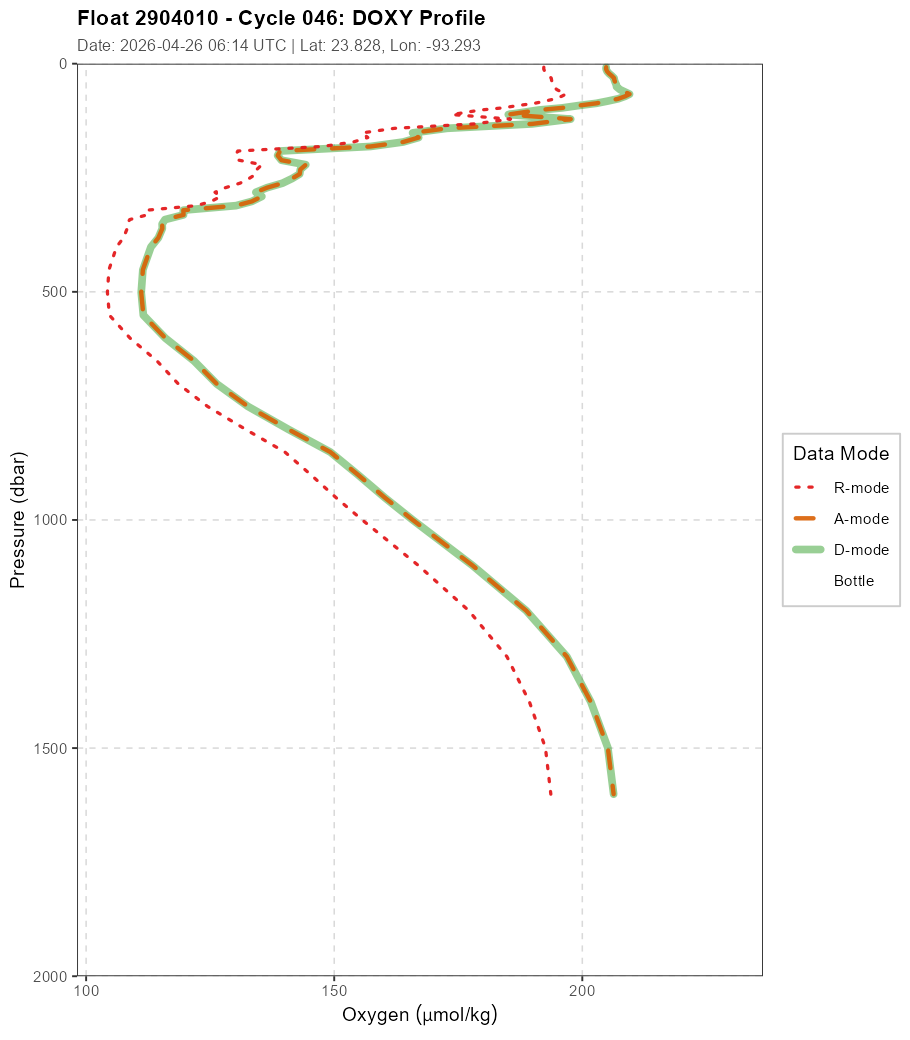 Float 2904010 - Cycle 046: DOXY Profile
Date: 2026-04-26 06:14 UTC | Lat: 23.828, Lon: -93.293
0
500
1000
1500
2000
Pressure (dbar)
100
150
200
Oxygen (μmol/kg)
Data Mode
R-mode
A-mode
D-mode
Bottle